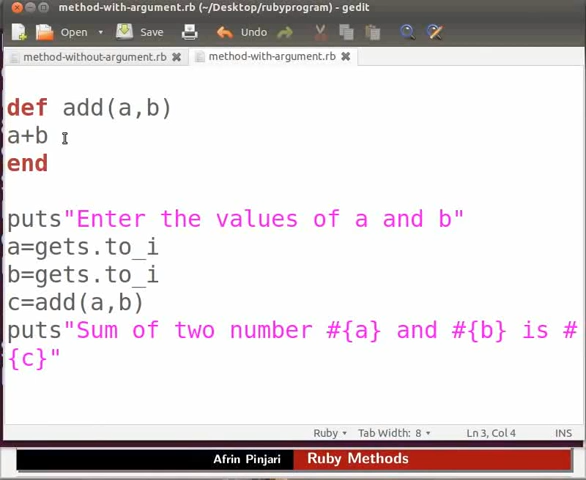 method-with-argument.rb (~/Desktop/rubyprogram) - gedit
Open Save Undo
method-without-argument.rb method-with-argument.rb
def add(a,b)
a+b
end
puts"Enter the values of a and b"
a=gets.to_i
b=gets.to_i
c=add(a,b)
puts"Sum of two number #{a} and #{b} is #
{c}"
Ruby Tab Width: 8 Ln 3, Col 4 INS
Afrin Pinjari Ruby Methods